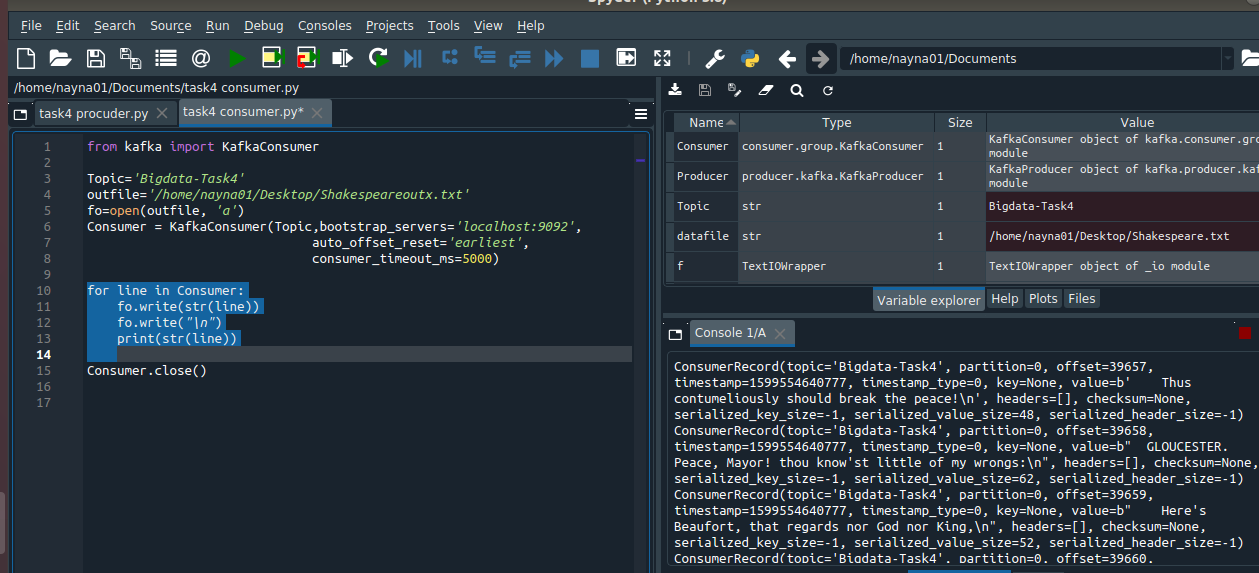 Spyder (Python 3.8)
File Edit Search Source Run Debug Consoles Projects Tools View Help
/home/nayna01/Documents
/home/nayna01/Documents/task4 consumer.py
task4 procuder.py
task4 consumer.py*
1 from kafka import KafkaConsumer
2
3 Topic='Bigdata-Task4'
4 outfile='/home/nayna01/Desktop/Shakespeareoutx.txt'
5 fo=open(outfile, 'a')
6 Consumer = KafkaConsumer(Topic,bootstrap_servers='localhost:9092',
7 auto_offset_reset='earliest',
8 consumer_timeout_ms=5000)
9
10 for line in Consumer:
11 fo.write(str(line))
12 fo.write("\n")
13 print(str(line))
14
15 Consumer.close()
16
17
Name Type Size Value
Consumer consumer.group.KafkaConsumer 1 KafkaConsumer object of kafka.consumer.gro
module
Producer producer.kafka.KafkaProducer 1 KafkaProducer object of kafka.producer.kaf
module
Topic str 1 Bigdata-Task4
datafile str 1 /home/nayna01/Desktop/Shakespeare.txt
f TextIOWrapper 1 TextIOWrapper object of _io module
Variable explorer Help Plots Files
Console 1/A
ConsumerRecord(topic='Bigdata-Task4', partition=0, offset=39657,
timestamp=1599554640777, timestamp_type=0, key=None, value=b'    Thus
contumeliously should break the peace!\n', headers=[], checksum=None,
serialized_key_size=-1, serialized_value_size=48, serialized_header_size=-1)
ConsumerRecord(topic='Bigdata-Task4', partition=0, offset=39658,
timestamp=1599554640777, timestamp_type=0, key=None, value=b"  GLOUCESTER.
Peace, Mayor! thou know'st little of my wrongs:\n", headers=[], checksum=None,
serialized_key_size=-1, serialized_value_size=62, serialized_header_size=-1)
ConsumerRecord(topic='Bigdata-Task4', partition=0, offset=39659,
timestamp=1599554640777, timestamp_type=0, key=None, value=b"    Here's
Beaufort, that regards nor God nor King,\n", headers=[], checksum=None,
serialized_key_size=-1, serialized_value_size=52, serialized_header_size=-1)
ConsumerRecord(topic='Bigdata-Task4', partition=0, offset=39660,